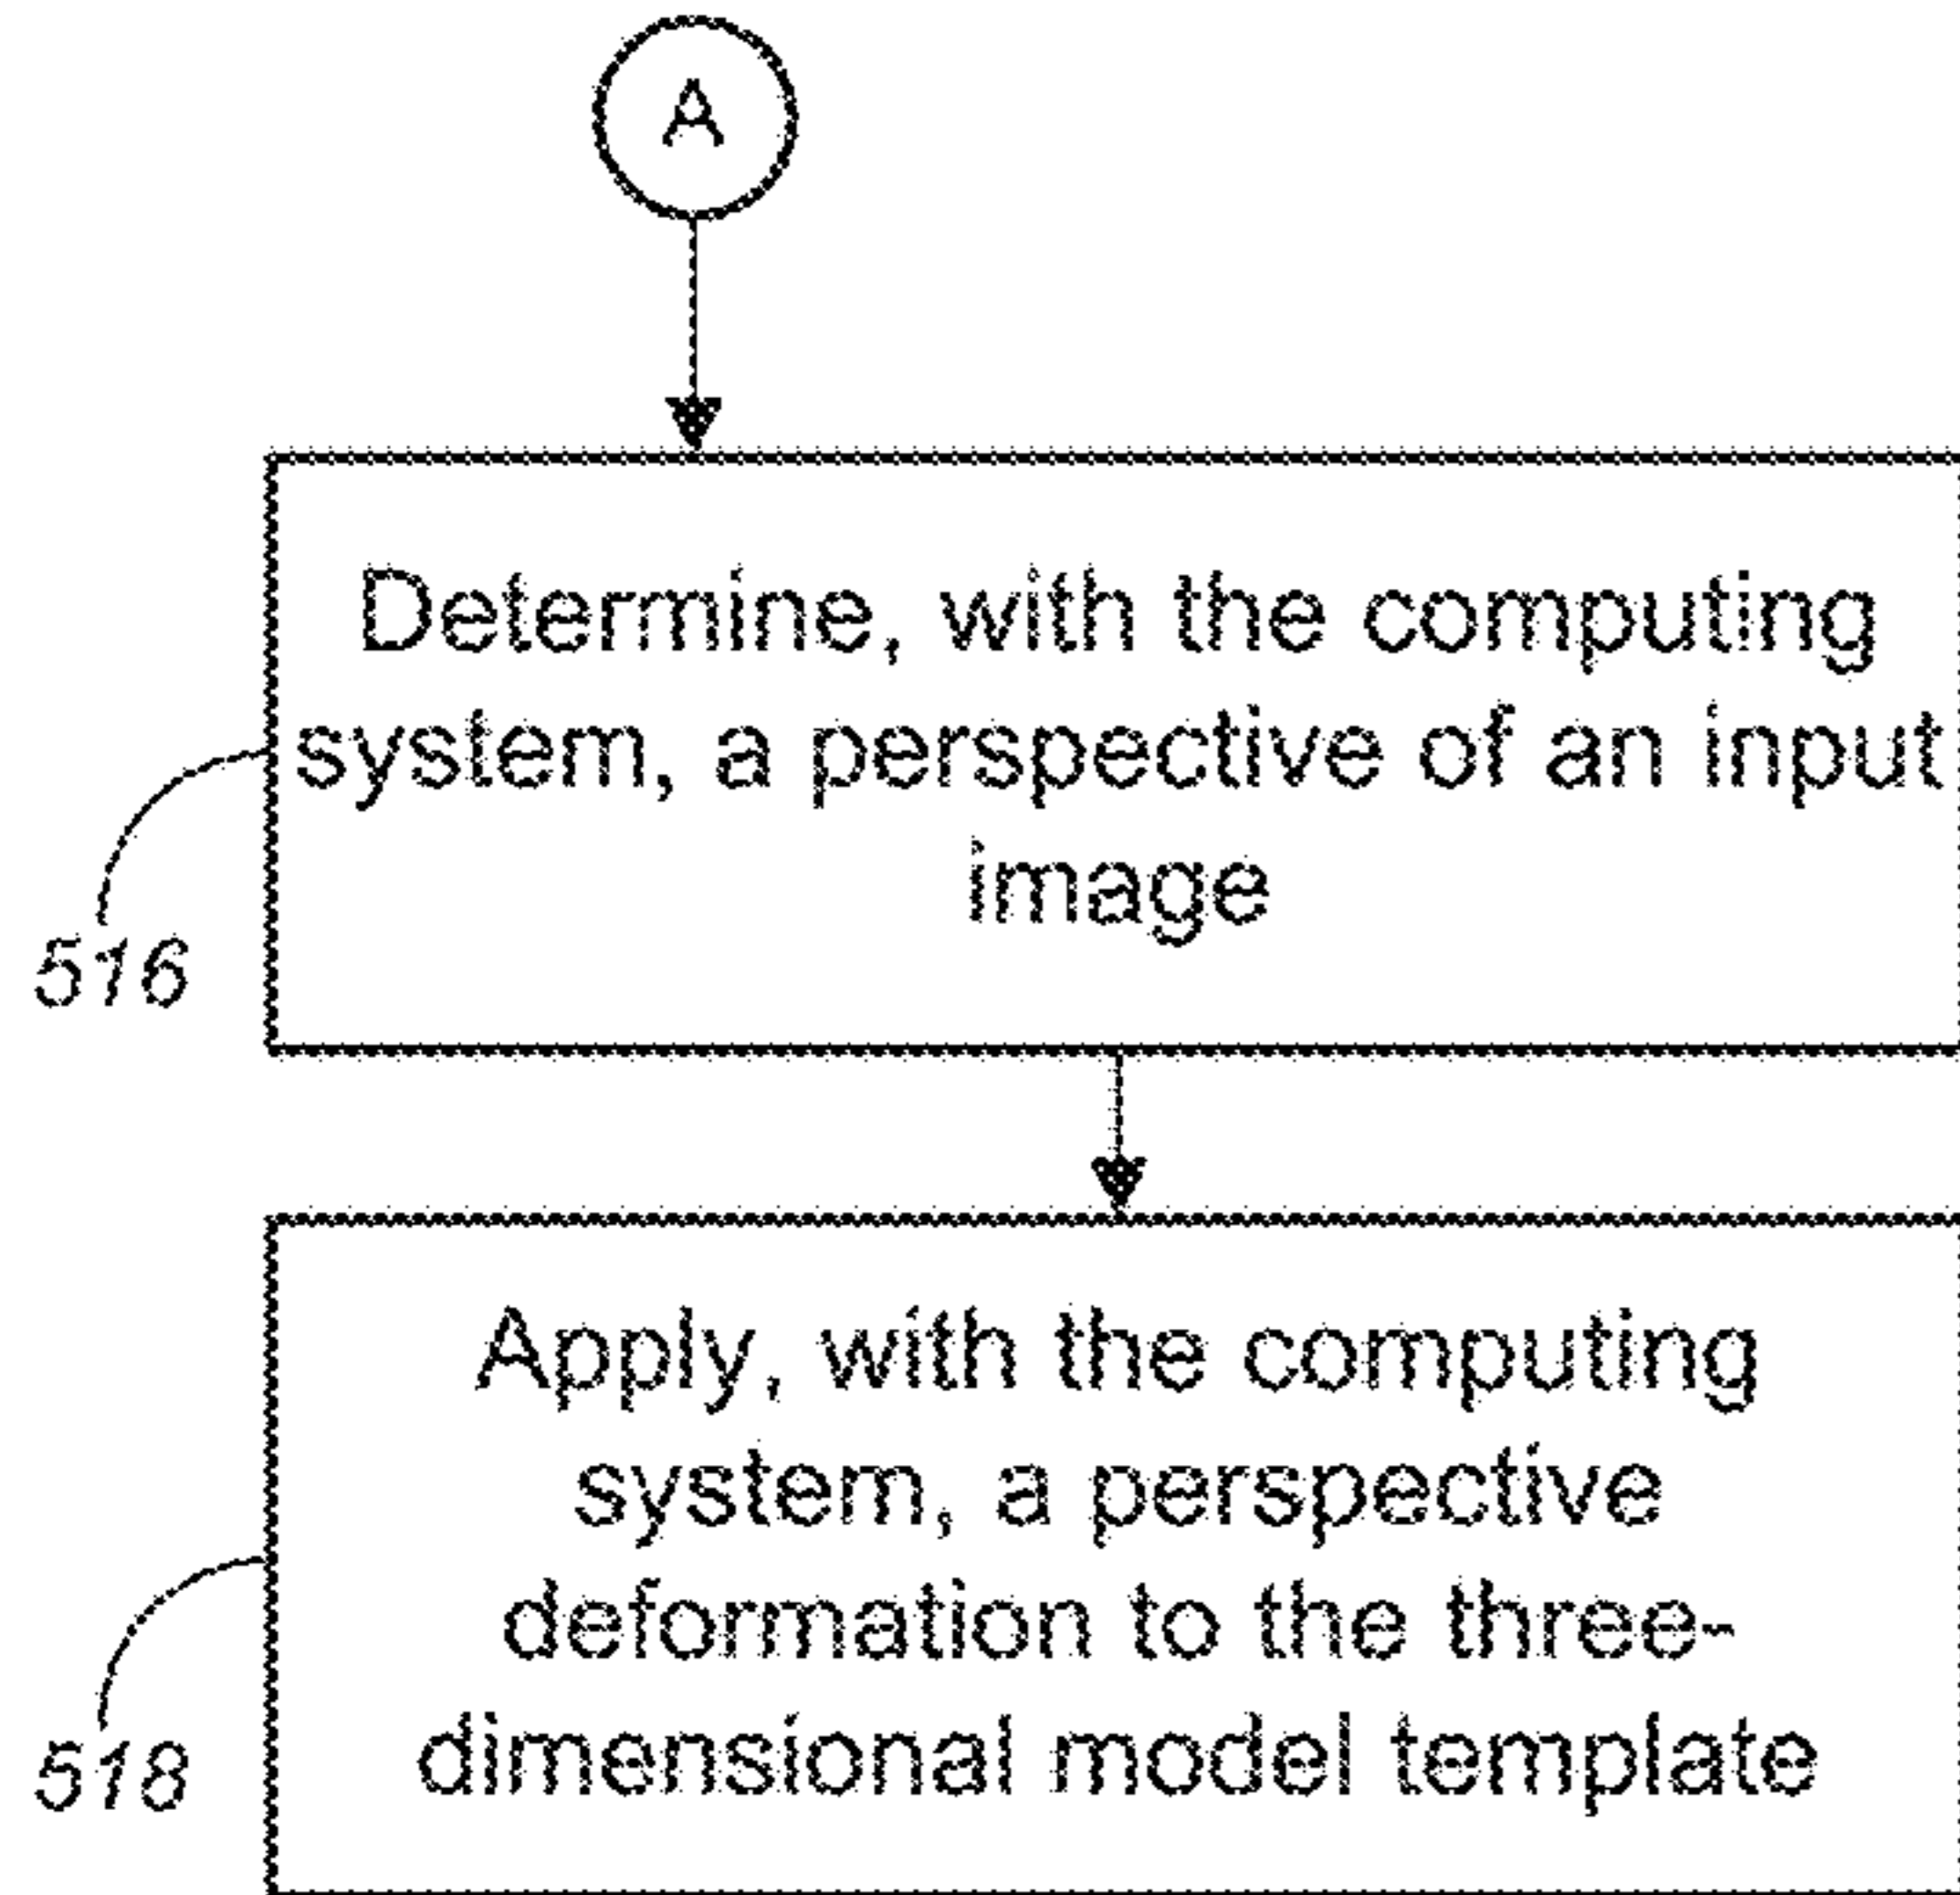 A
Determine, with the computing
system, a perspective of an input
image
516
Apply, with the computing
system, a perspective
deformation to the three-
dimensional model template
518